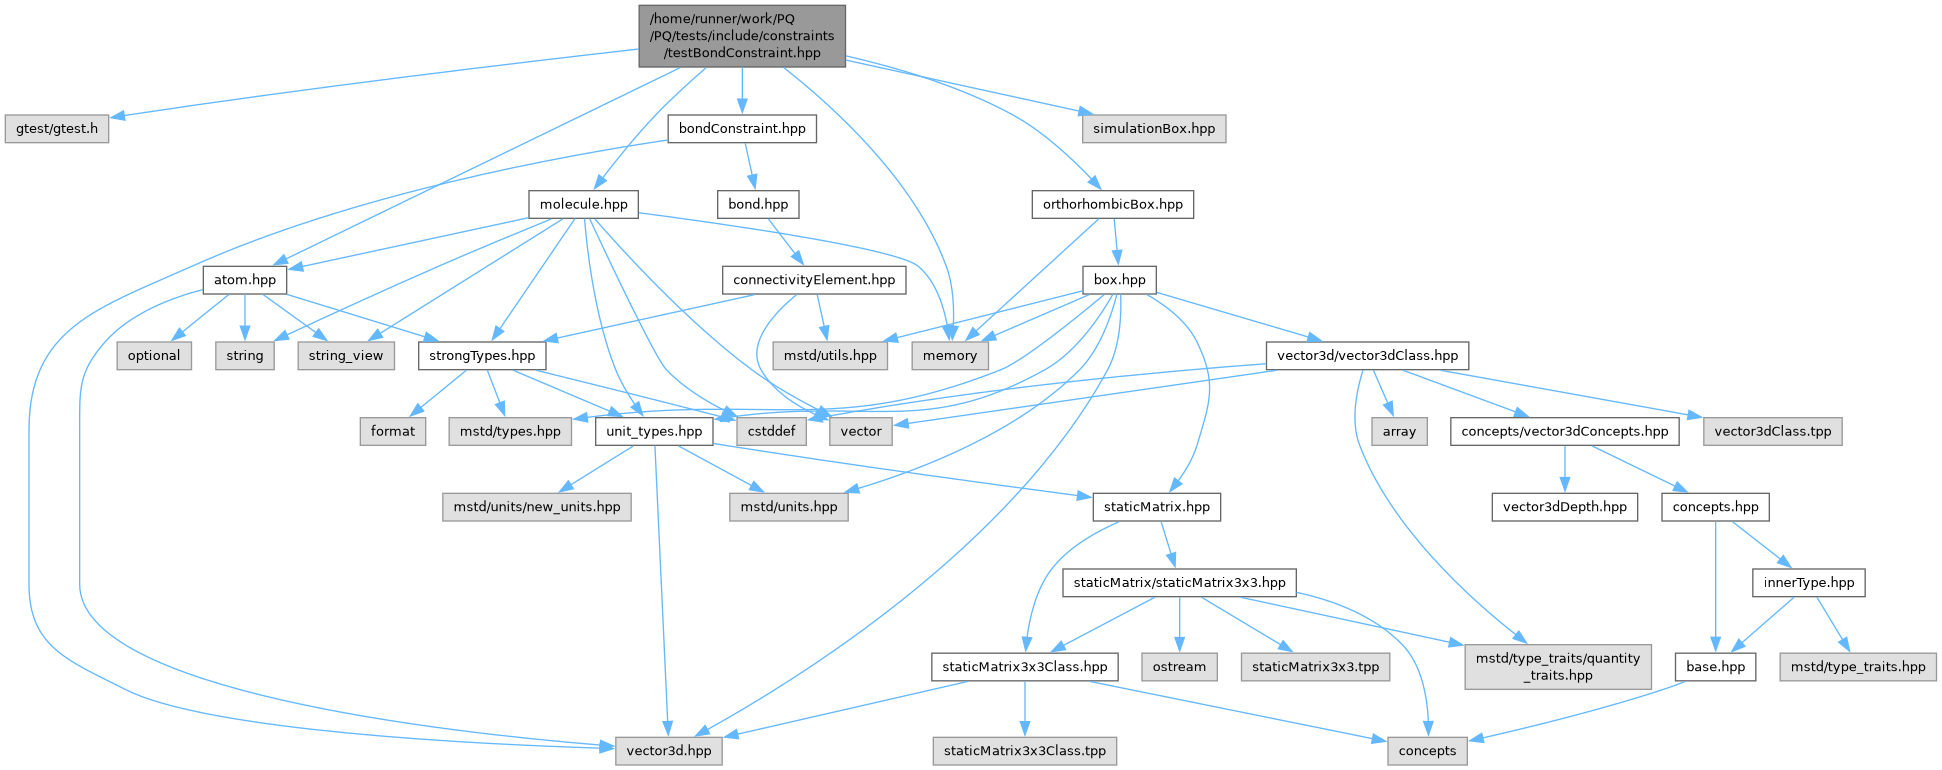 /home/runner/work/PQ
/PQ/tests/include/constraints
/testBondConstraint.hpp
gtest/gtest.h
bondConstraint.hpp
simulationBox.hpp
molecule.hpp
bond.hpp
orthorhombicBox.hpp
atom.hpp
connectivityElement.hpp
box.hpp
optional
string
string_view
strongTypes.hpp
mstd/utils.hpp
memory
vector3d/vector3dClass.hpp
format
mstd/types.hpp
unit_types.hpp
cstddef
vector
array
concepts/vector3dConcepts.hpp
vector3dClass.tpp
mstd/units/new_units.hpp
mstd/units.hpp
staticMatrix.hpp
vector3dDepth.hpp
concepts.hpp
staticMatrix/staticMatrix3x3.hpp
innerType.hpp
staticMatrix3x3Class.hpp
ostream
staticMatrix3x3.tpp
mstd/type_traits/quantity
_traits.hpp
base.hpp
mstd/type_traits.hpp
vector3d.hpp
staticMatrix3x3Class.tpp
concepts